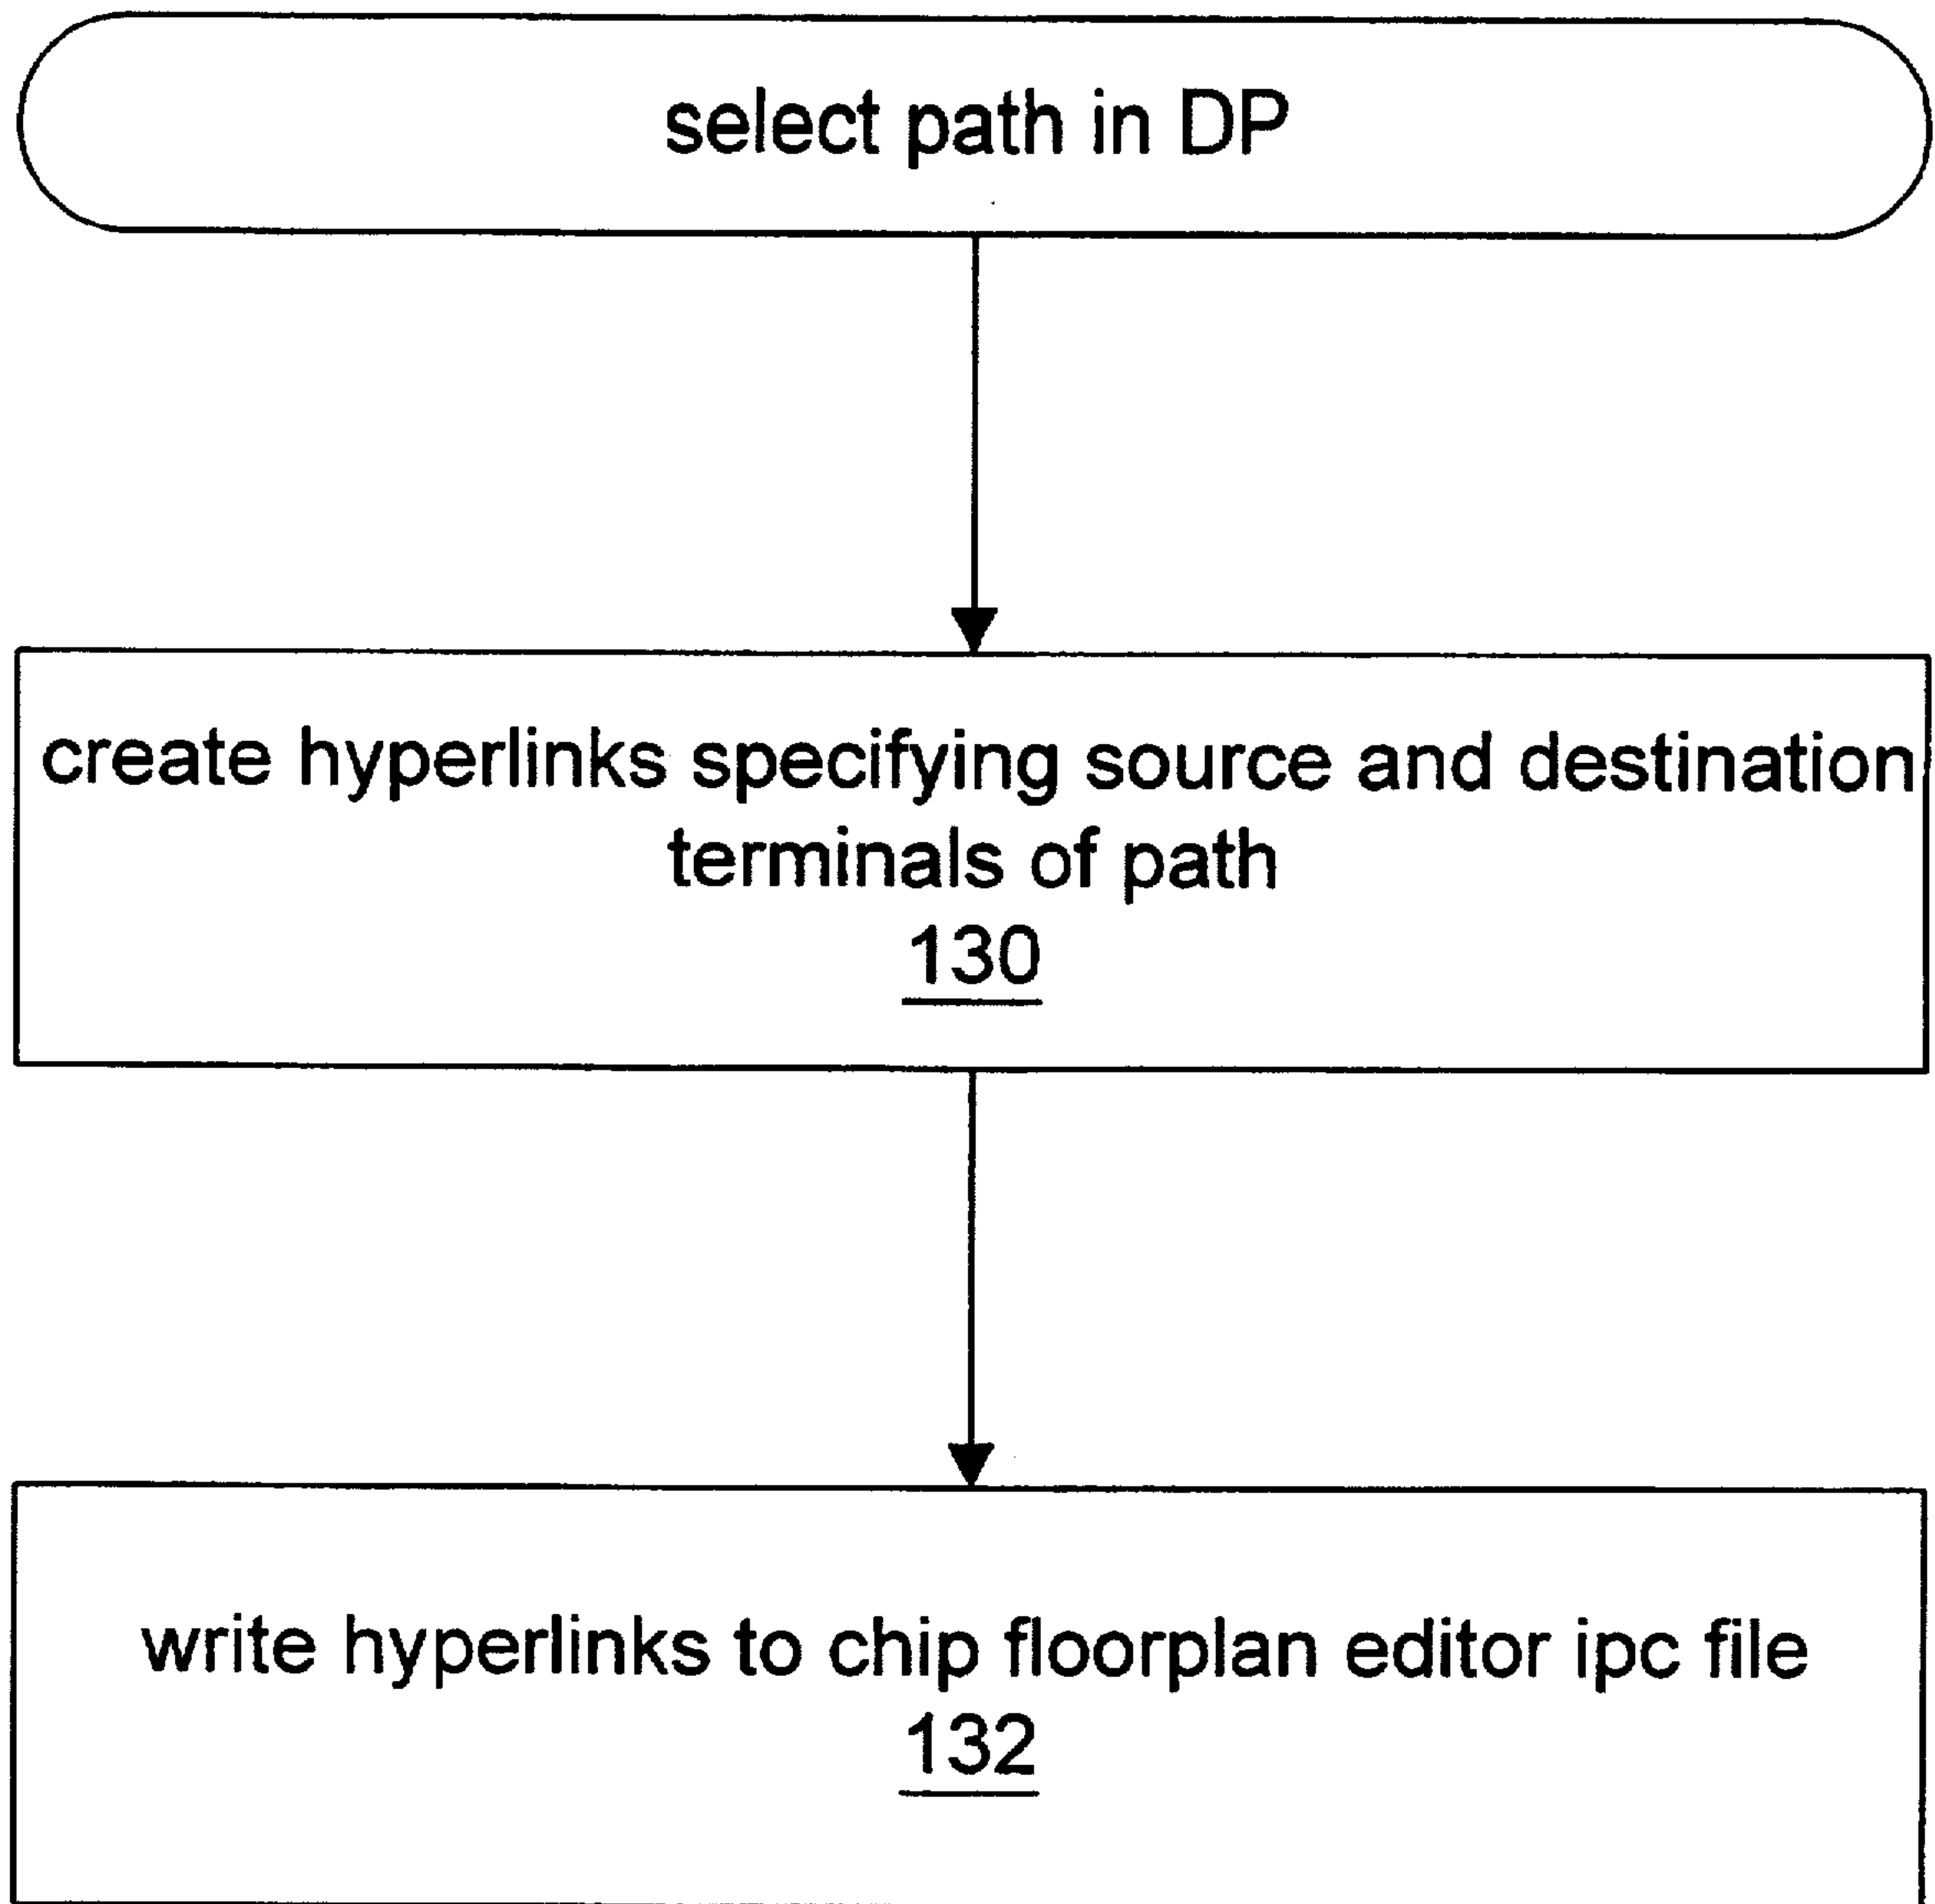 select path in DP
create hyperlinks specifying source and destination
terminals of path
130
write hyperlinks to chip floorplan editor ipc file
132